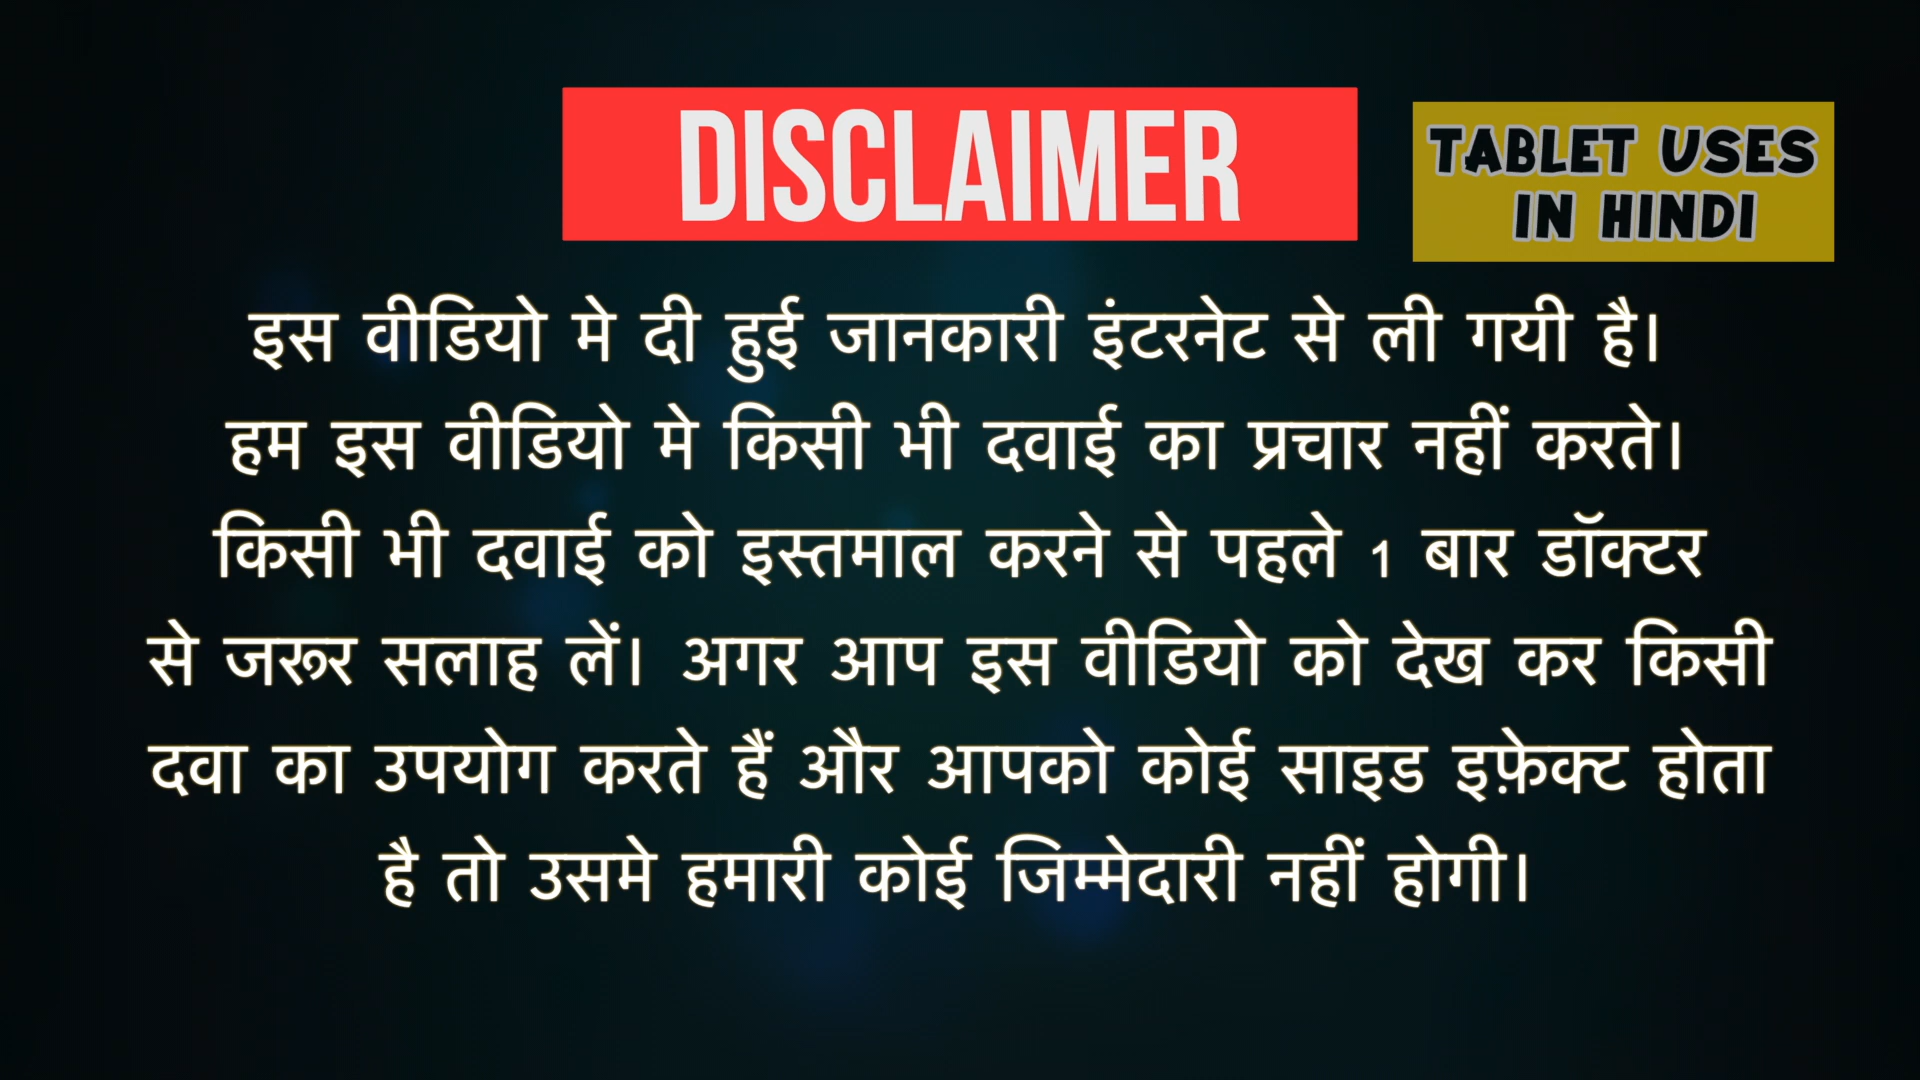 DISCLAIMER
TABLET USES
IN HINDI
इस वीडियो मे दी हुई जानकारी इंटरनेट से ली गयी है।
हम इस वीडियो मे किसी भी दवाई का प्रचार नहीं करते।
किसी भी दवाई को इस्तमाल करने से पहले 1 बार डॉक्टर
से जरूर सलाह लें। अगर आप इस वीडियो को देख कर किसी
दवा का उपयोग करते हैं और आपको कोई साइड इफ़ेक्ट होता
है तो उसमे हमारी कोई जिम्मेदारी नहीं होगी।